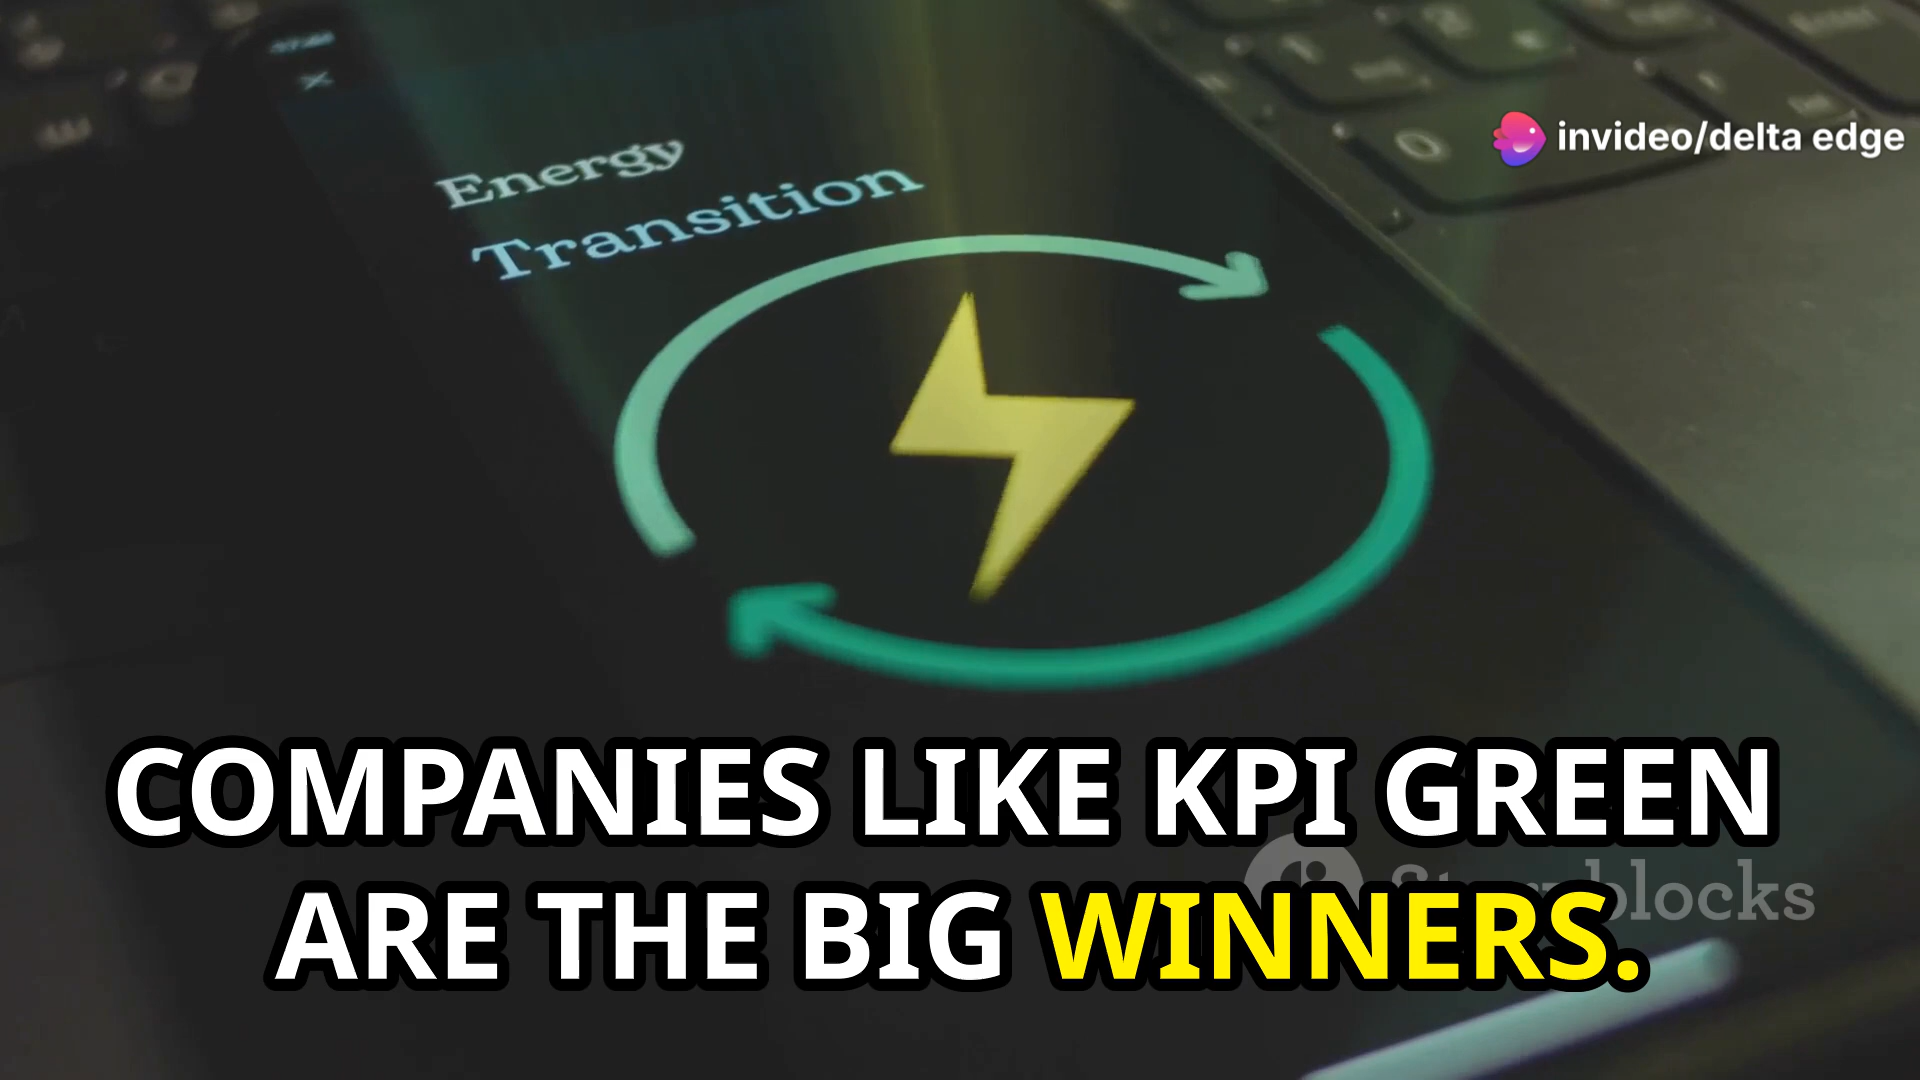 invideo/delta edge
Energy
Transition
COMPANIES LIKE KPI GREEN
ARE THE BIG WINNERS.